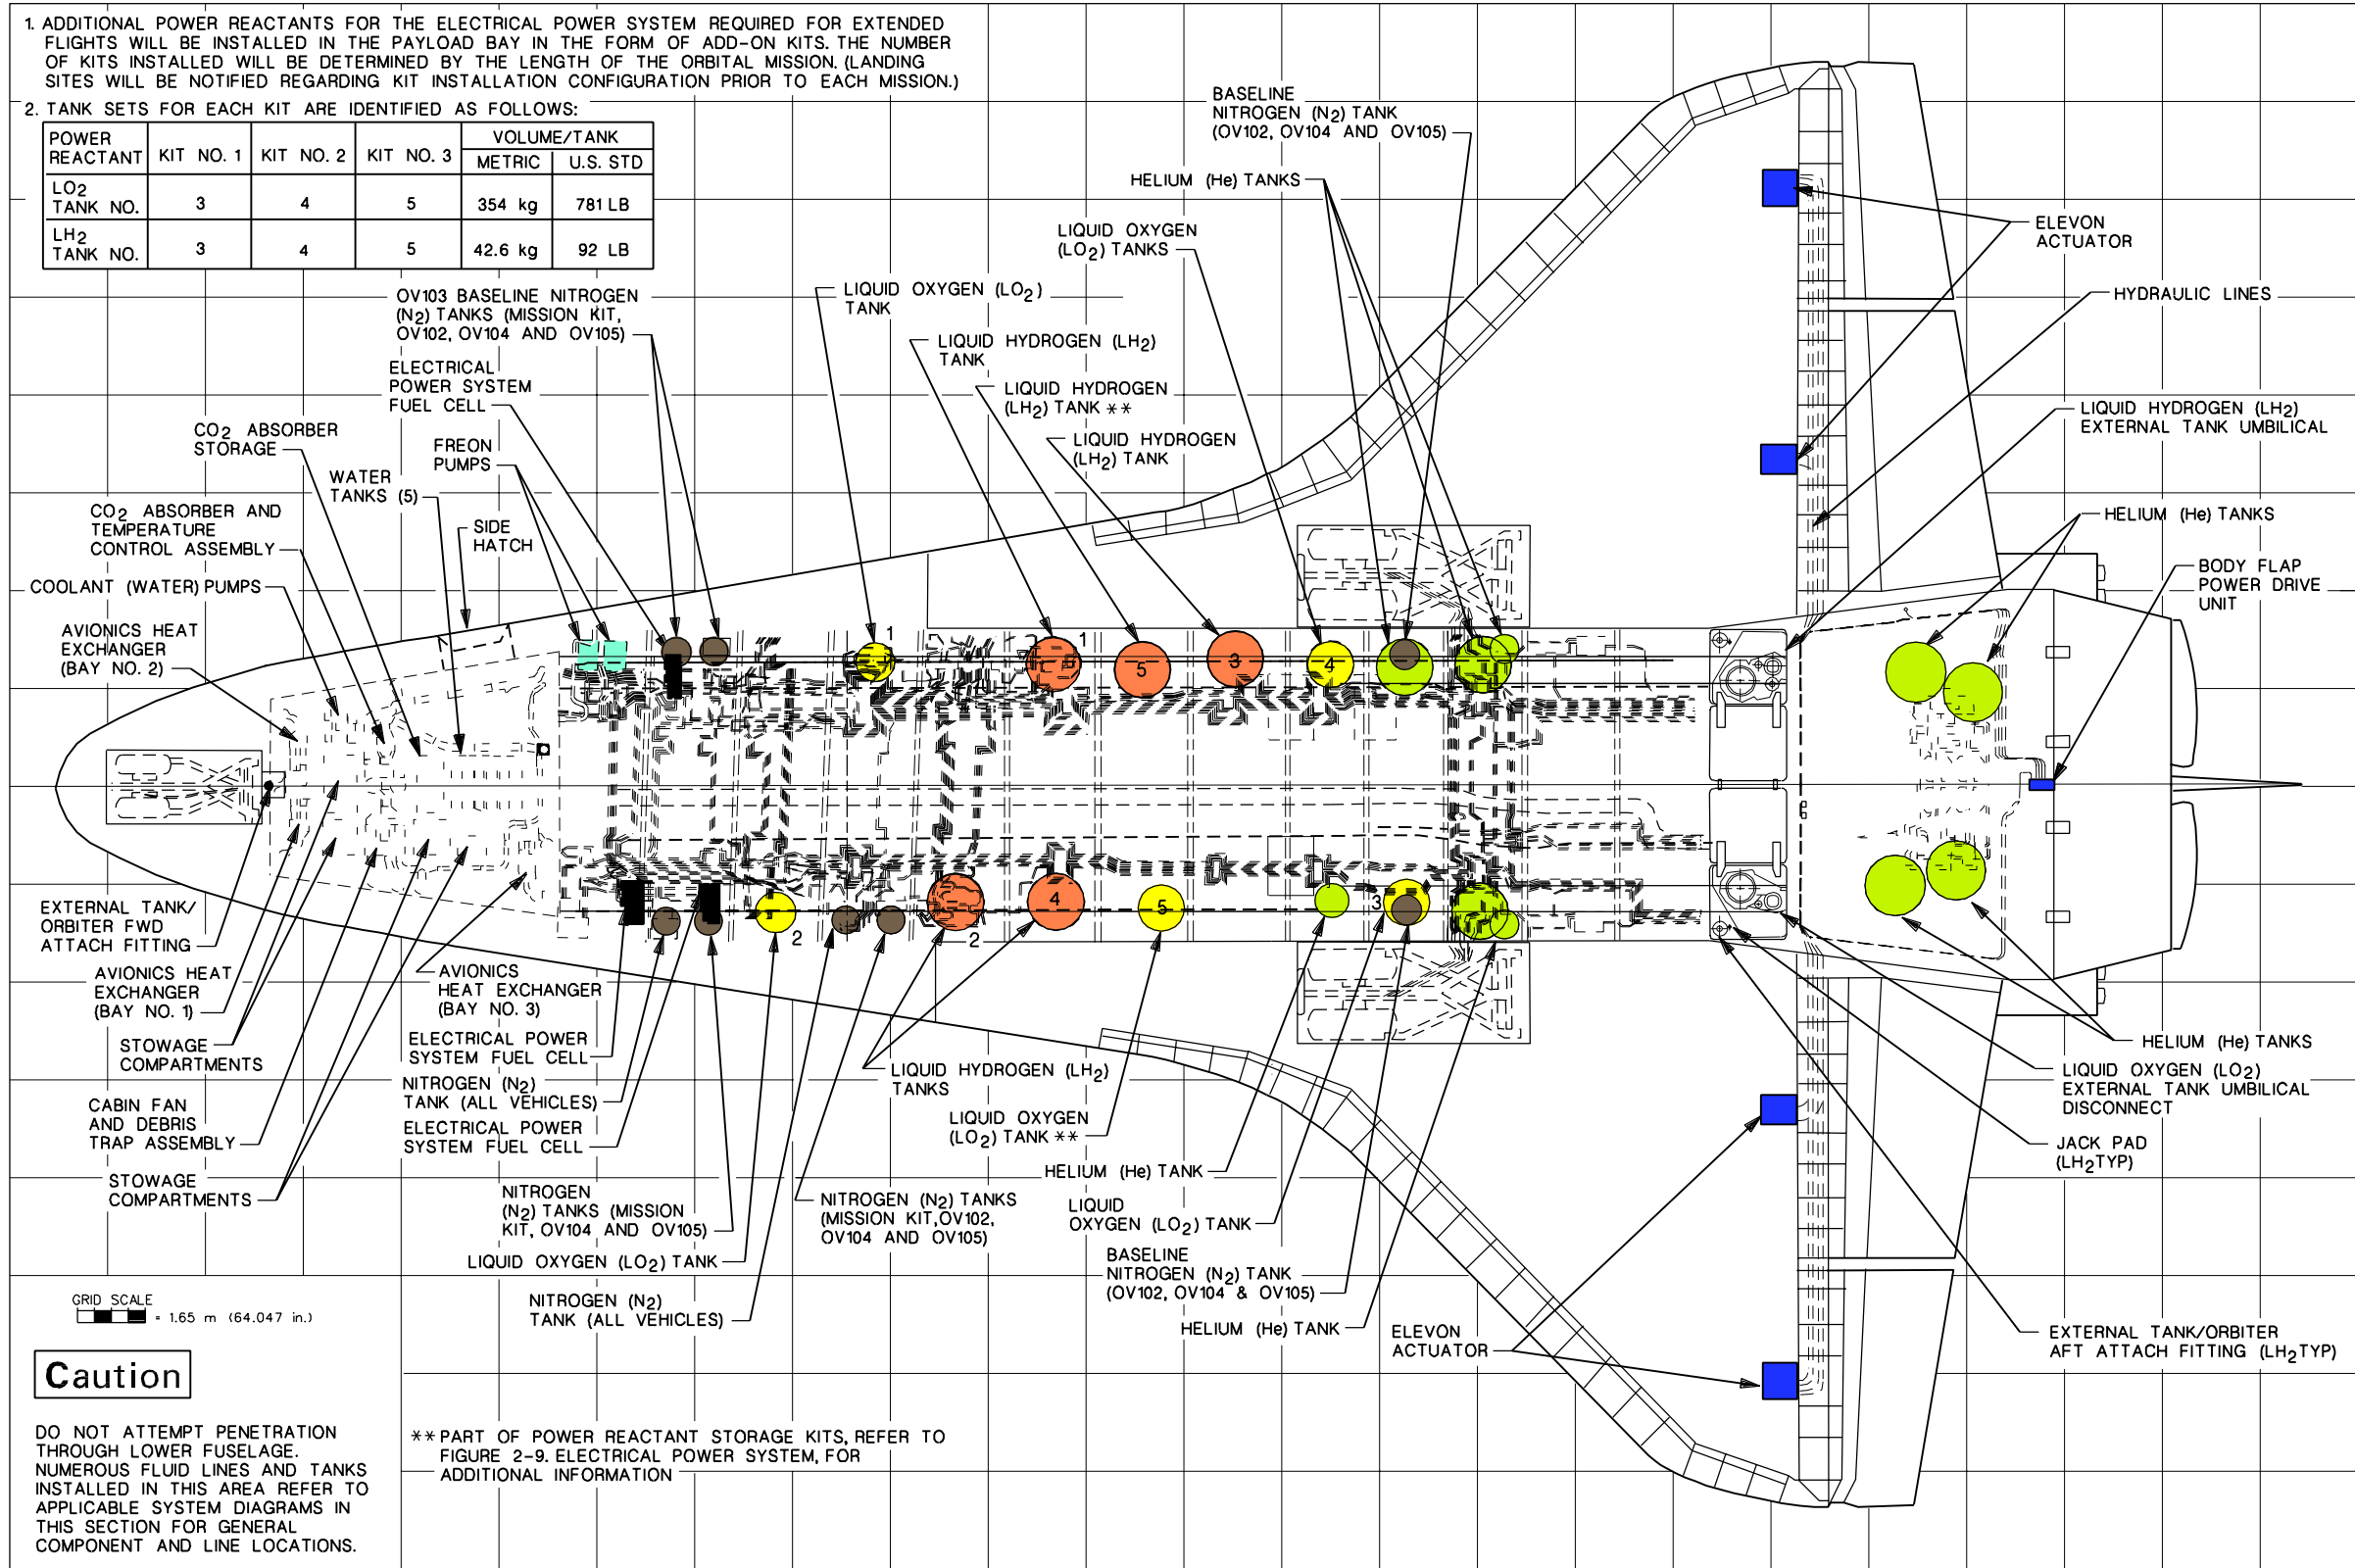 1. ADDITIONAL POWER REACTANTS FOR THE ELECTRICAL POWER SYSTEM REQUIRED FOR EXTENDED
FLIGHTS WILL BE INSTALLED IN THE PAYLOAD BAY IN THE FORM OF ADD-ON KITS. THE NUMBER
OF KITS INSTALLED WILL BE DETERMINED BY THE LENGTH OF THE ORBITAL MISSION. (LANDING
SITES WILL BE NOTIFIED REGARDING KIT INSTALLATION CONFIGURATION PRIOR TO EACH MISSION.)
2. TANK SETS FOR EACH KIT ARE IDENTIFIED AS FOLLOWS:
POWER REACTANT KIT NO. 1 KIT NO. 2 KIT NO. 3 VOLUME/TANK
METRIC U.S. STD
LO2 TANK NO. 3 4 5 354 kg 781 LB
LH2 TANK NO. 3 4 5 42.6 kg 92 LB
BASELINE
NITROGEN (N2) TANK
(OV102, OV104 AND OV105)
HELIUM (He) TANKS
LIQUID OXYGEN
(LO2) TANKS
LIQUID OXYGEN (LO2)
TANK
LIQUID HYDROGEN (LH2)
TANK
LIQUID HYDROGEN
(LH2) TANK **
LIQUID HYDROGEN
(LH2) TANK
OV103 BASELINE NITROGEN
(N2) TANKS (MISSION KIT,
OV102, OV104 AND OV105)
ELECTRICAL
POWER SYSTEM
FUEL CELL
CO2 ABSORBER
STORAGE
FREON
PUMPS
WATER
TANKS (5)
SIDE
HATCH
CO2 ABSORBER AND
TEMPERATURE
CONTROL ASSEMBLY
COOLANT (WATER) PUMPS
AVIONICS HEAT
EXCHANGER
(BAY NO. 2)
ELEVON
ACTUATOR
HYDRAULIC LINES
LIQUID HYDROGEN (LH2)
EXTERNAL TANK UMBILICAL
HELIUM (He) TANKS
BODY FLAP
POWER DRIVE
UNIT
1
1
5
3
4
2
2
4
5
3
EXTERNAL TANK/
ORBITER FWD
ATTACH FITTING
AVIONICS HEAT
EXCHANGER
(BAY NO. 1)
STOWAGE
COMPARTMENTS
CABIN FAN
AND DEBRIS
TRAP ASSEMBLY
STOWAGE
COMPARTMENTS
AVIONICS
HEAT EXCHANGER
(BAY NO. 3)
ELECTRICAL POWER
SYSTEM FUEL CELL
NITROGEN (N2)
TANK (ALL VEHICLES)
ELECTRICAL POWER
SYSTEM FUEL CELL
NITROGEN
(N2) TANKS (MISSION
KIT, OV104 AND OV105)
LIQUID OXYGEN (LO2) TANK
NITROGEN (N2)
TANK (ALL VEHICLES)
LIQUID HYDROGEN (LH2)
TANKS
LIQUID OXYGEN
(LO2) TANK **
HELIUM (He) TANK
NITROGEN (N2) TANKS
(MISSION KIT,OV102,
OV104 AND OV105)
LIQUID
OXYGEN (LO2) TANK
BASELINE
NITROGEN (N2) TANK
(OV102, OV104 & OV105)
HELIUM (He) TANK
ELEVON
ACTUATOR
HELIUM (He) TANKS
LIQUID OXYGEN (LO2)
EXTERNAL TANK UMBILICAL
DISCONNECT
JACK PAD
(LH2TYP)
EXTERNAL TANK/ORBITER
AFT ATTACH FITTING (LH2TYP)
GRID SCALE
= 1.65 m (64.047 in.)
Caution
DO NOT ATTEMPT PENETRATION
THROUGH LOWER FUSELAGE.
NUMEROUS FLUID LINES AND TANKS
INSTALLED IN THIS AREA REFER TO
APPLICABLE SYSTEM DIAGRAMS IN
THIS SECTION FOR GENERAL
COMPONENT AND LINE LOCATIONS.
** PART OF POWER REACTANT STORAGE KITS, REFER TO
FIGURE 2-9. ELECTRICAL POWER SYSTEM, FOR
ADDITIONAL INFORMATION